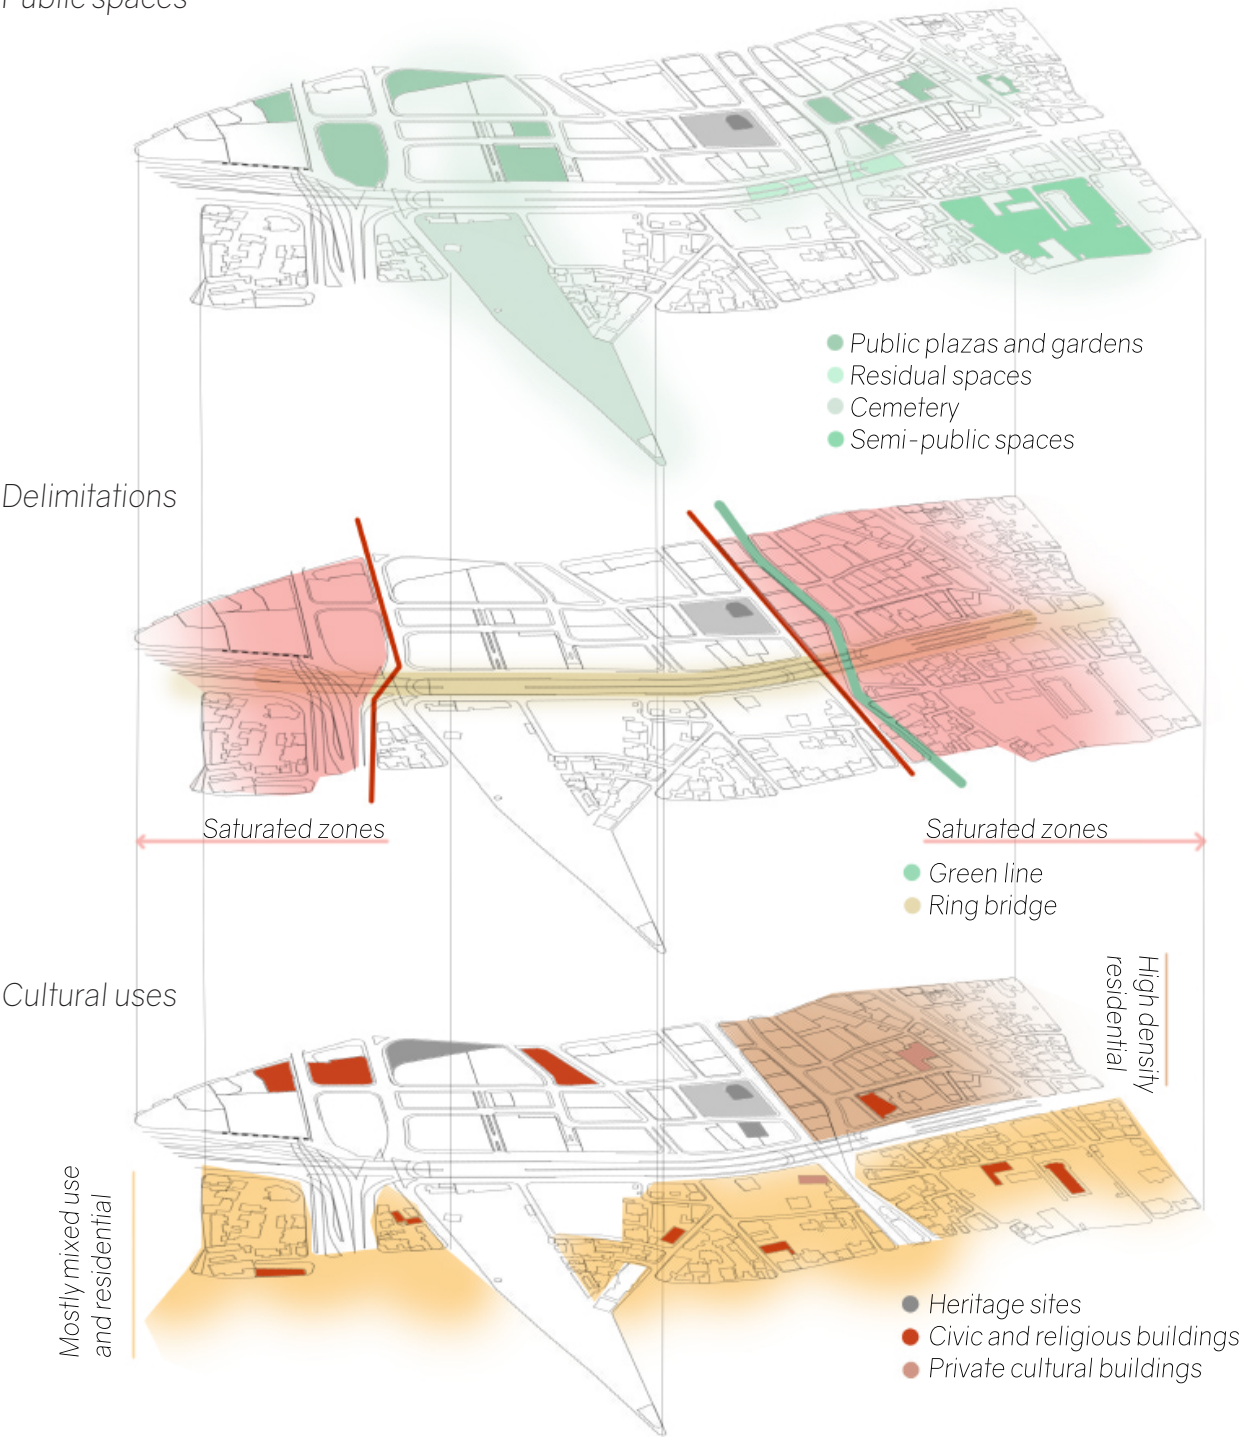 Public spaces
Public plazas and gardens
Residual spaces
Cemetery
Semi-public spaces
Delimitations
Saturated zones
Saturated zones
Green line
Ring bridge
Cultural uses
High density
residential
Mostly mixed use
and residential
Heritage sites
Civic and religious buildings
Private cultural buildings